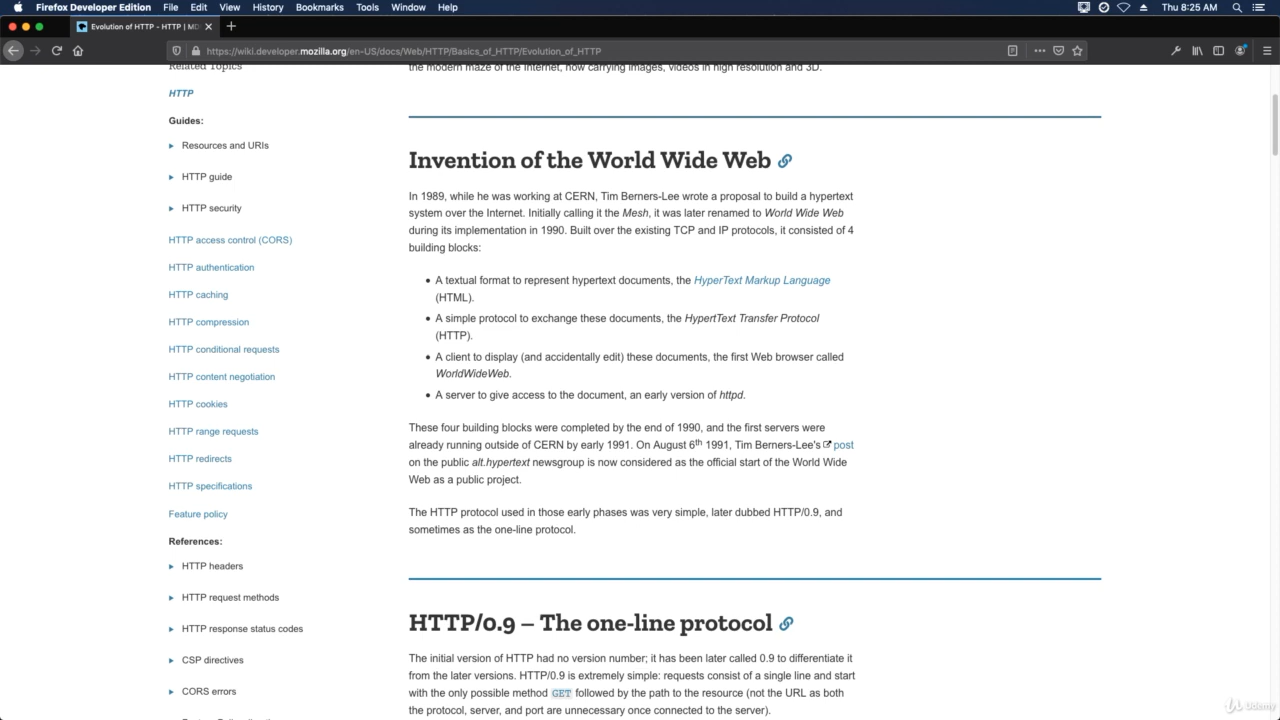 Firefox Developer Edition File Edit View History Bookmarks Tools Window Help Thu 8:25 AM
Evolution of HTTP - HTTP | MD
https://wiki.developer.mozilla.org/en-US/docs/Web/HTTP/Basics_of_HTTP/Evolution_of_HTTP
Related Topics
HTTP
Guides:
Resources and URIs
HTTP guide
HTTP security
HTTP access control (CORS)
HTTP authentication
HTTP caching
HTTP compression
HTTP conditional requests
HTTP content negotiation
HTTP cookies
HTTP range requests
HTTP redirects
HTTP specifications
Feature policy
References:
HTTP headers
HTTP request methods
HTTP response status codes
CSP directives
CORS errors
the modern maze of the Internet, now carrying images, videos in high resolution and 3D.
Invention of the World Wide Web
In 1989, while he was working at CERN, Tim Berners-Lee wrote a proposal to build a hypertext
system over the Internet. Initially calling it the Mesh, it was later renamed to World Wide Web
during its implementation in 1990. Built over the existing TCP and IP protocols, it consisted of 4
building blocks:
• A textual format to represent hypertext documents, the HyperText Markup Language
(HTML).
• A simple protocol to exchange these documents, the HypertText Transfer Protocol
(HTTP).
• A client to display (and accidentally edit) these documents, the first Web browser called
WorldWideWeb.
• A server to give access to the document, an early version of httpd.
These four building blocks were completed by the end of 1990, and the first servers were
already running outside of CERN by early 1991. On August 6th 1991, Tim Berners-Lee's post
on the public alt.hypertext newsgroup is now considered as the official start of the World Wide
Web as a public project.
The HTTP protocol used in those early phases was very simple, later dubbed HTTP/0.9, and
sometimes as the one-line protocol.
HTTP/0.9 – The one-line protocol
The initial version of HTTP had no version number; it has been later called 0.9 to differentiate it
from the later versions. HTTP/0.9 is extremely simple: requests consist of a single line and start
with the only possible method GET followed by the path to the resource (not the URL as both
the protocol, server, and port are unnecessary once connected to the server).
Udemy